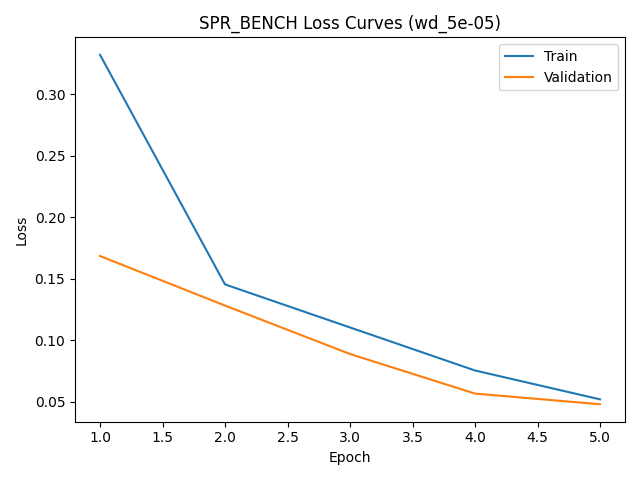 SPR_BENCH Loss Curves (wd_5e-05)
Train
Validation
Loss
0.30
0.25
0.20
0.15
0.10
0.05
1.0 1.5 2.0 2.5 3.0 3.5 4.0 4.5 5.0
Epoch